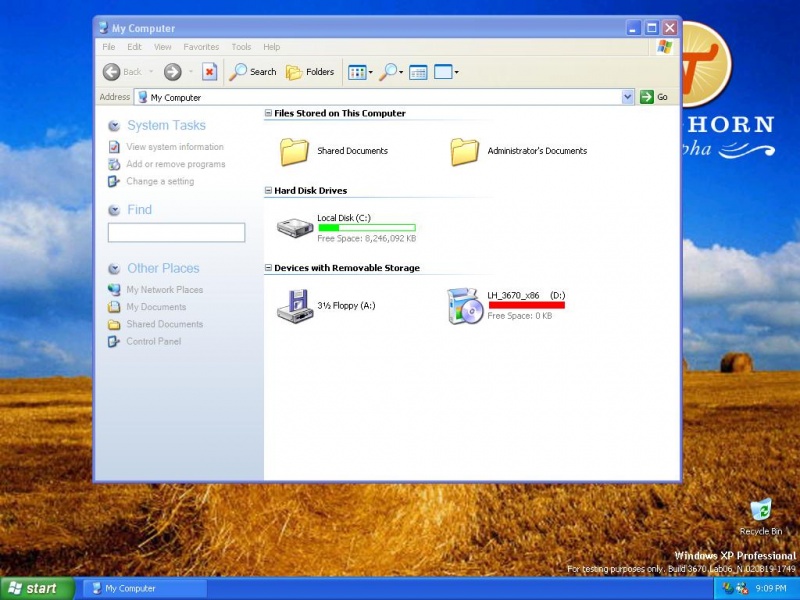 My Computer
File Edit View Favorites Tools Help
Back Search Folders
Address My Computer Go
System Tasks
View system information
Add or remove programs
Change a setting
Find
Other Places
My Network Places
My Documents
Shared Documents
Control Panel
Files Stored on This Computer
Shared Documents Administrator's Documents
Hard Disk Drives
Local Disk (C:)
Free Space: 8,246,092 KB
Devices with Removable Storage
3½ Floppy (A:)
LH_3670_x86 (D:)
Free Space: 0 KB
HORN
pha
Recycle Bin
Windows XP Professional
For testing purposes only. Build 3670.Lab06_N.020819-1749
start My Computer 9:09 PM